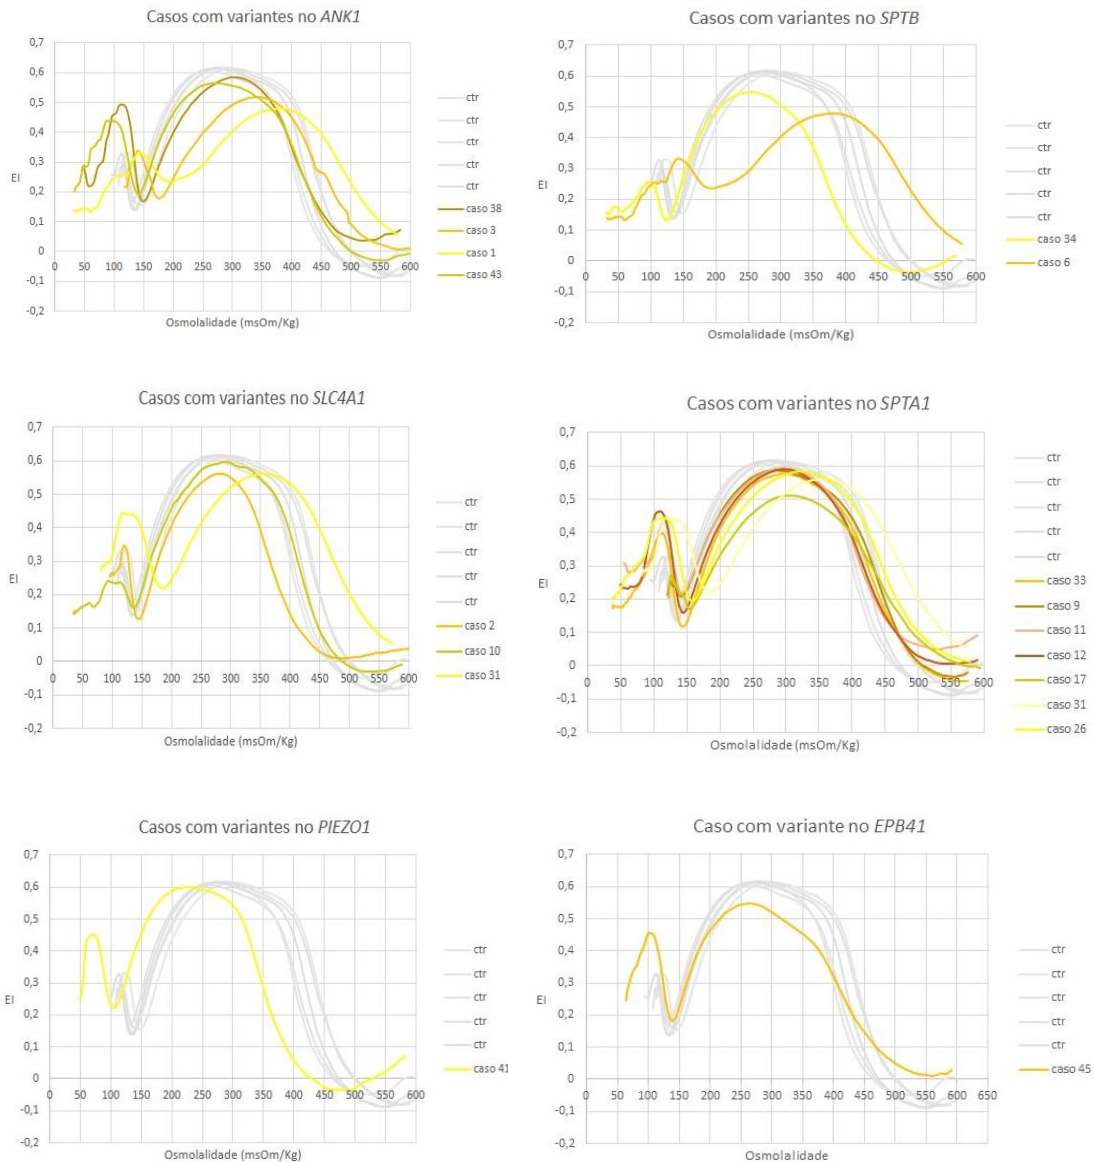 Casos com variantes no ANK1
0,7
0,6
0,5
0,4
0,3
EI 0,2
0,1
0
-0,1
-0,2
0 50 100 150 200 250 300 350 400 450 500 550 600
Osmolalidade (msOm/Kg)
ctr
ctr
ctr
ctr
ctr
caso 38
caso 3
caso 1
caso 43
Casos com variantes no SPTB
0,7
0,6
0,5
0,4
0,3
EI 0,2
0,1
0
-0,1
-0,2
0 50 100 150 200 250 300 350 400 450 500 550 600
Osmolalidade (msOm/Kg)
ctr
ctr
ctr
ctr
ctr
caso 34
caso 6
Casos com variantes no SLC4A1
0,7
0,6
0,5
0,4
0,3
EI 0,2
0,1
0
-0,1
-0,2
0 50 100 150 200 250 300 350 400 450 500 550 600
Osmolalidade (msOm/Kg)
ctr
ctr
ctr
ctr
ctr
caso 2
caso 10
caso 31
Casos com variantes no SPTA1
0,7
0,6
0,5
0,4
0,3
EI 0,2
0,1
0
-0,1
-0,2
0 50 100 150 200 250 300 350 400 450 500 550 600
Osmolalidade (msOm/Kg)
ctr
ctr
ctr
ctr
ctr
caso 33
caso 9
caso 11
caso 12
caso 17
caso 31
caso 26
Casos com variantes no PIEZO1
0,7
0,6
0,5
0,4
0,3
EI 0,2
0,1
0
-0,1
-0,2
0 50 100 150 200 250 300 350 400 450 500 550 600
Osmolalidade (msOm/Kg)
ctr
ctr
ctr
ctr
ctr
caso 41
Caso com variante no EPB41
0,7
0,6
0,5
0,4
0,3
EI 0,2
0,1
0
-0,1
-0,2
0 50 100 150 200 250 300 350 400 450 500 550 600 650
Osmolalidade
ctr
ctr
ctr
ctr
ctr
caso 45